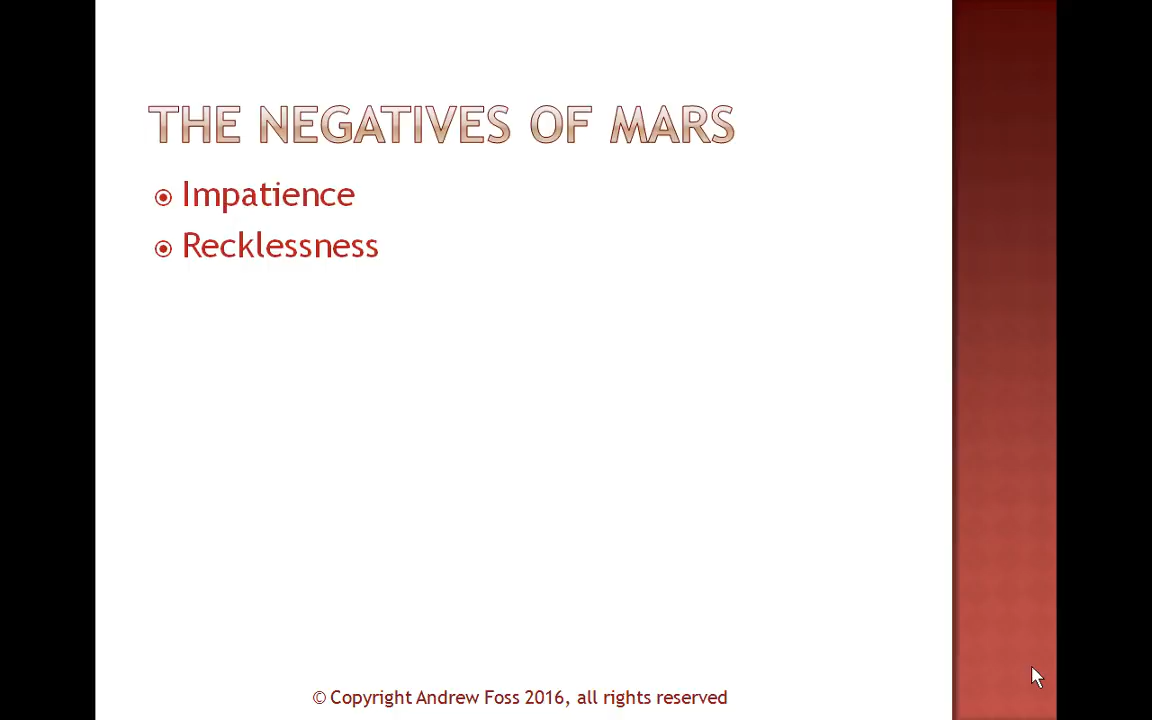 THE NEGATIVES OF MARS
Impatience
Recklessness
© Copyright Andrew Foss 2016, all rights reserved